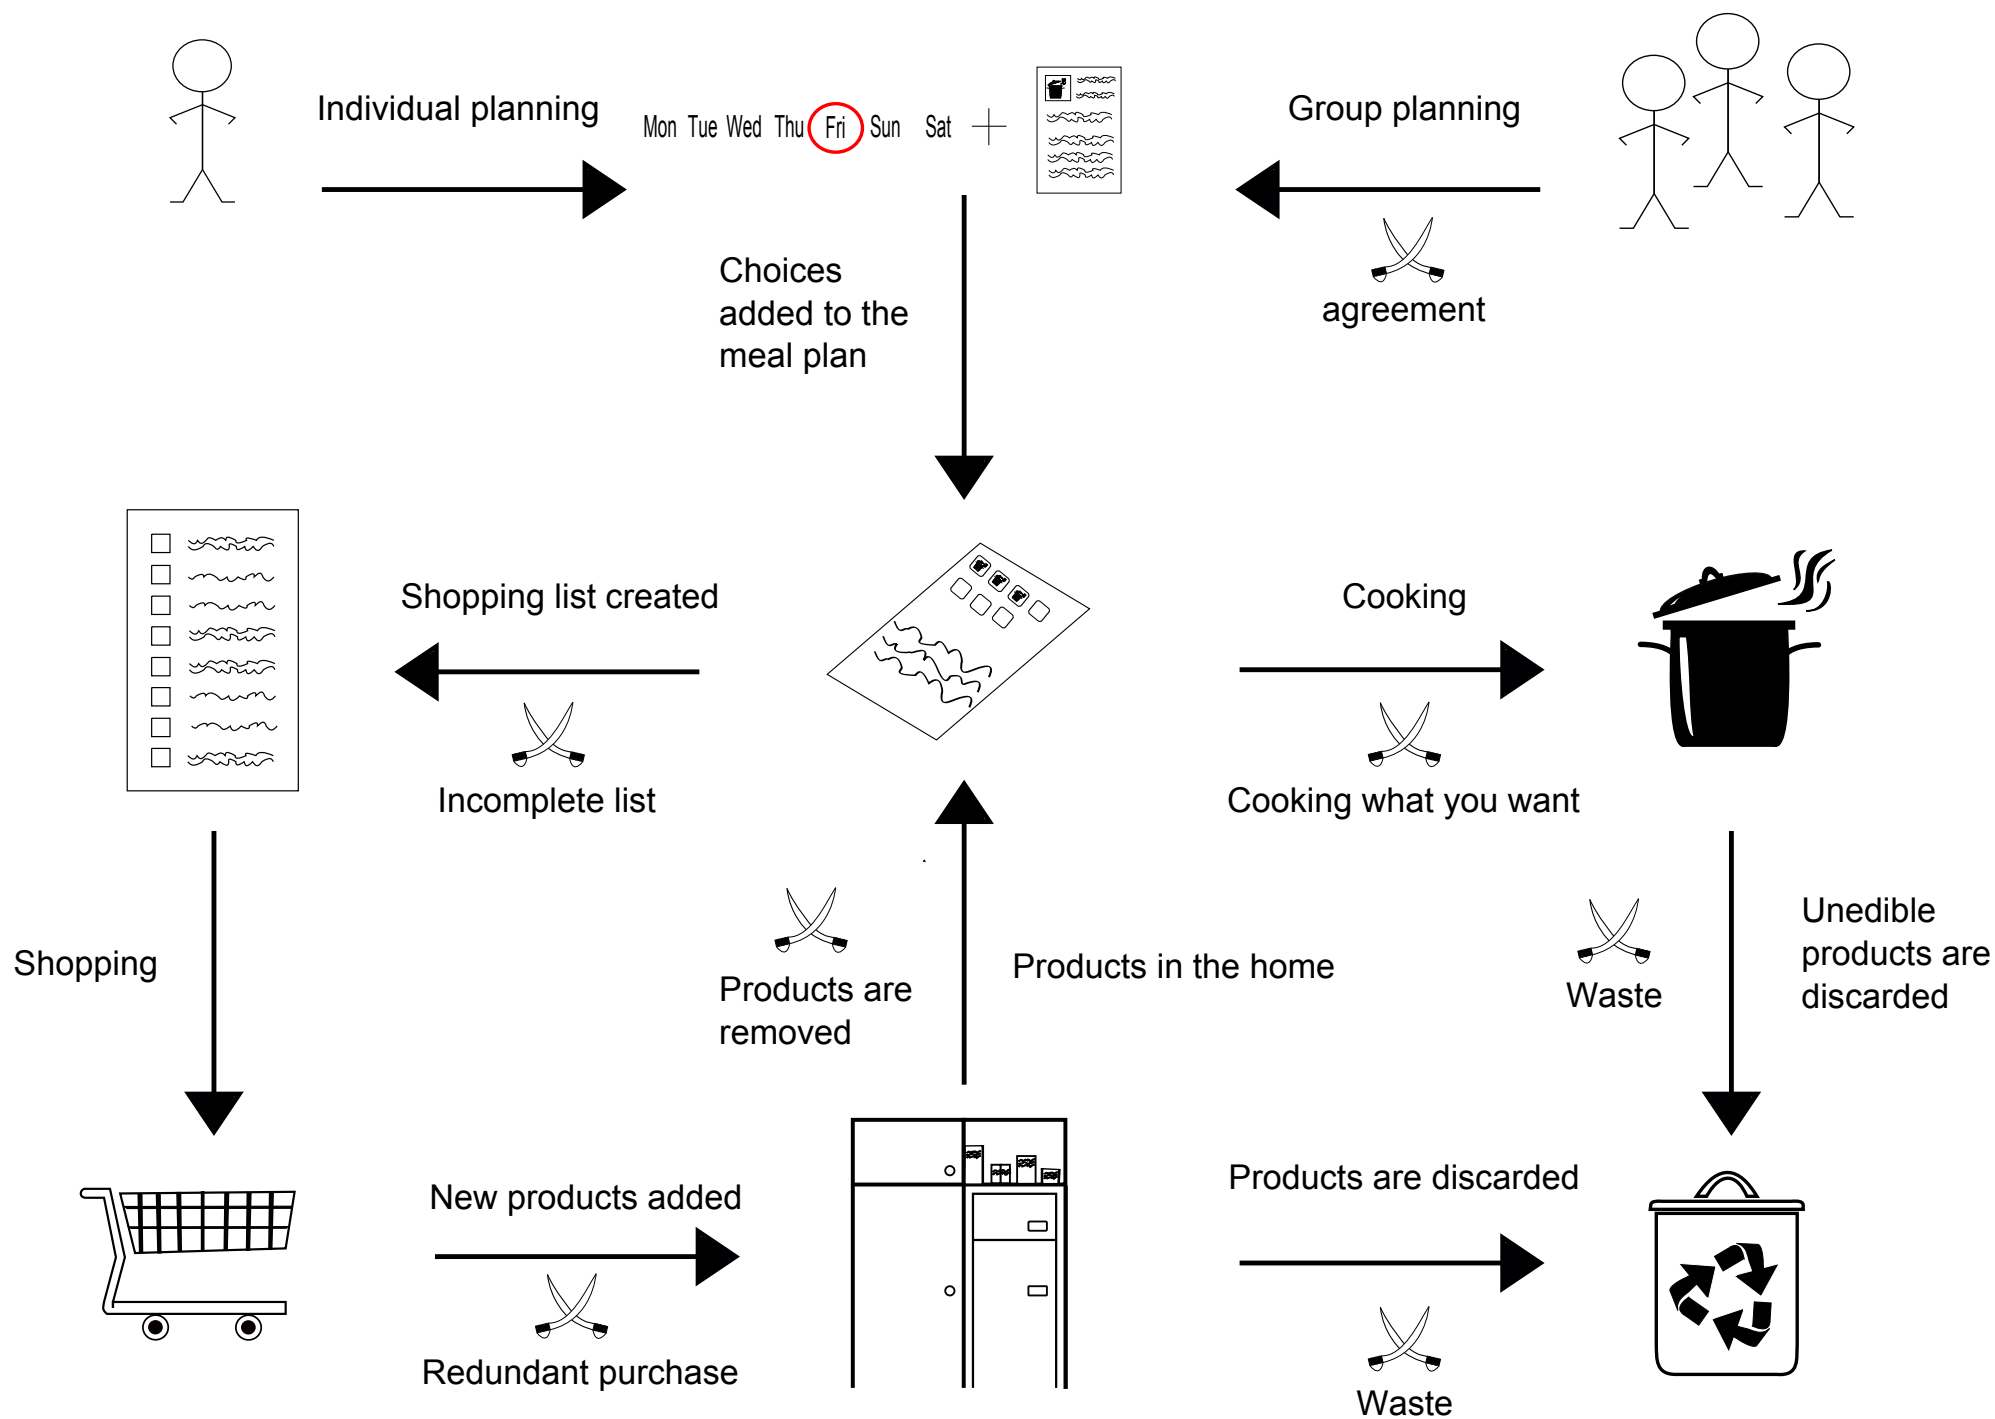 Individual planning
Mon Tue Wed Thu Fri Sun Sat
Group planning
agreement
Choices
added to the
meal plan
Shopping list created
Incomplete list
Cooking
Cooking what you want
Shopping
Products are
removed
Products in the home
Waste
Unedible
products are
discarded
New products added
Redundant purchase
Products are discarded
Waste